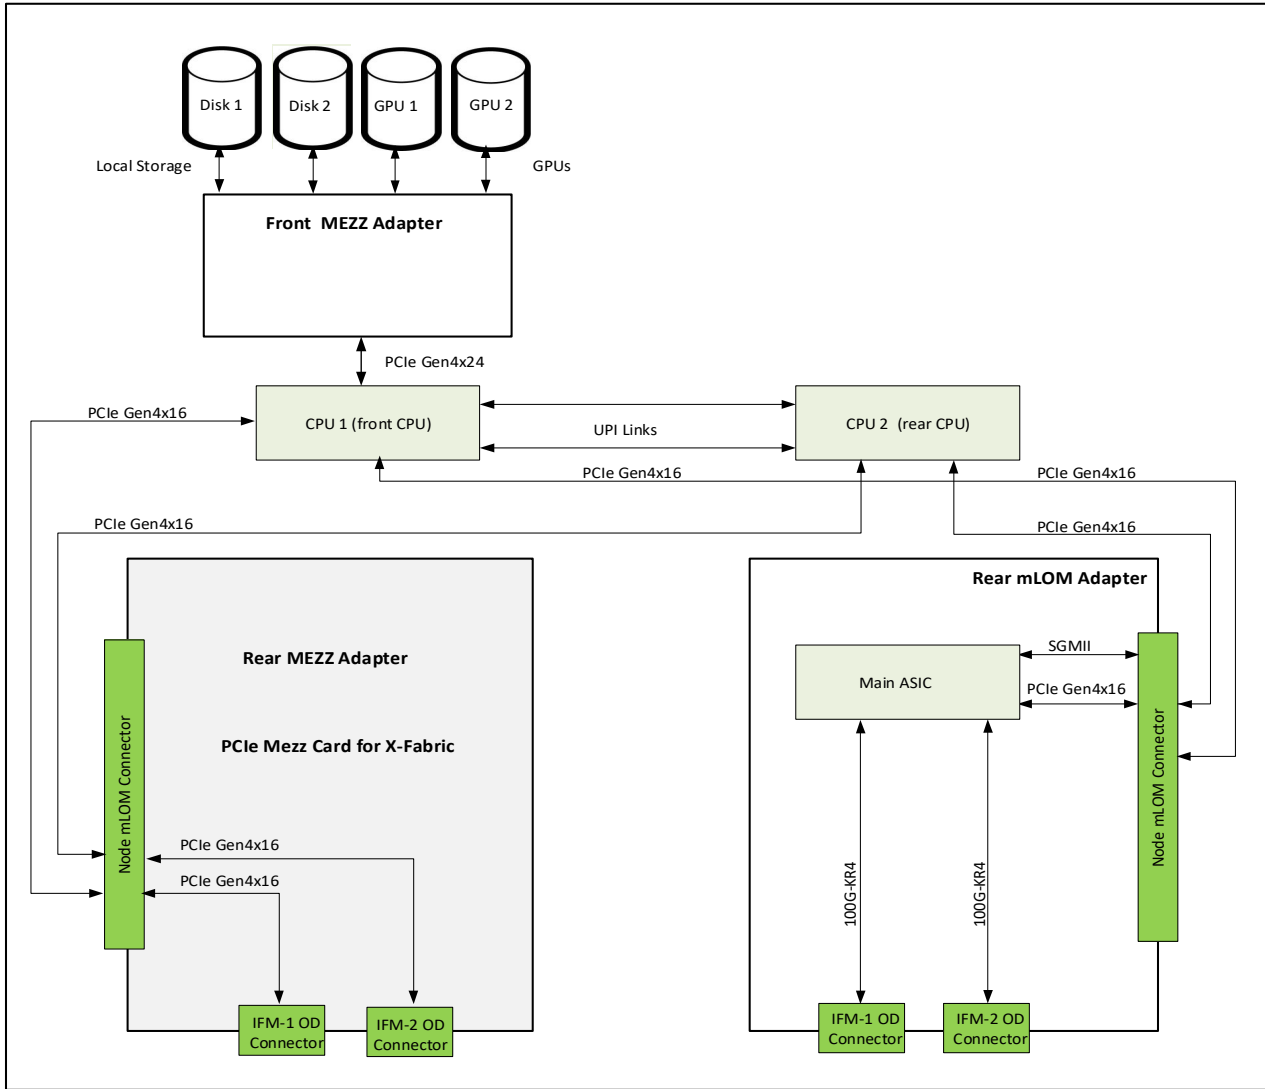 Disk 1
Disk 2
GPU 1
GPU 2
Local Storage
GPUs
Front MEZZ Adapter
PCIe Gen4x24
PCIe Gen4x16
CPU 1 (front CPU)
UPI Links
CPU 2 (rear CPU)
PCIe Gen4x16
PCIe Gen4x16
PCIe Gen4x16
PCIe Gen4x16
Rear MEZZ Adapter
PCIe Mezz Card for X-Fabric
Node mLOM Connector
PCIe Gen4x16
PCIe Gen4x16
IFM-1 OD
Connector
IFM-2 OD
Connector
Rear mLOM Adapter
Main ASIC
SGMII
PCIe Gen4x16
Node mLOM Connector
100G-KR4
100G-KR4
IFM-1 OD
Connector
IFM-2 OD
Connector